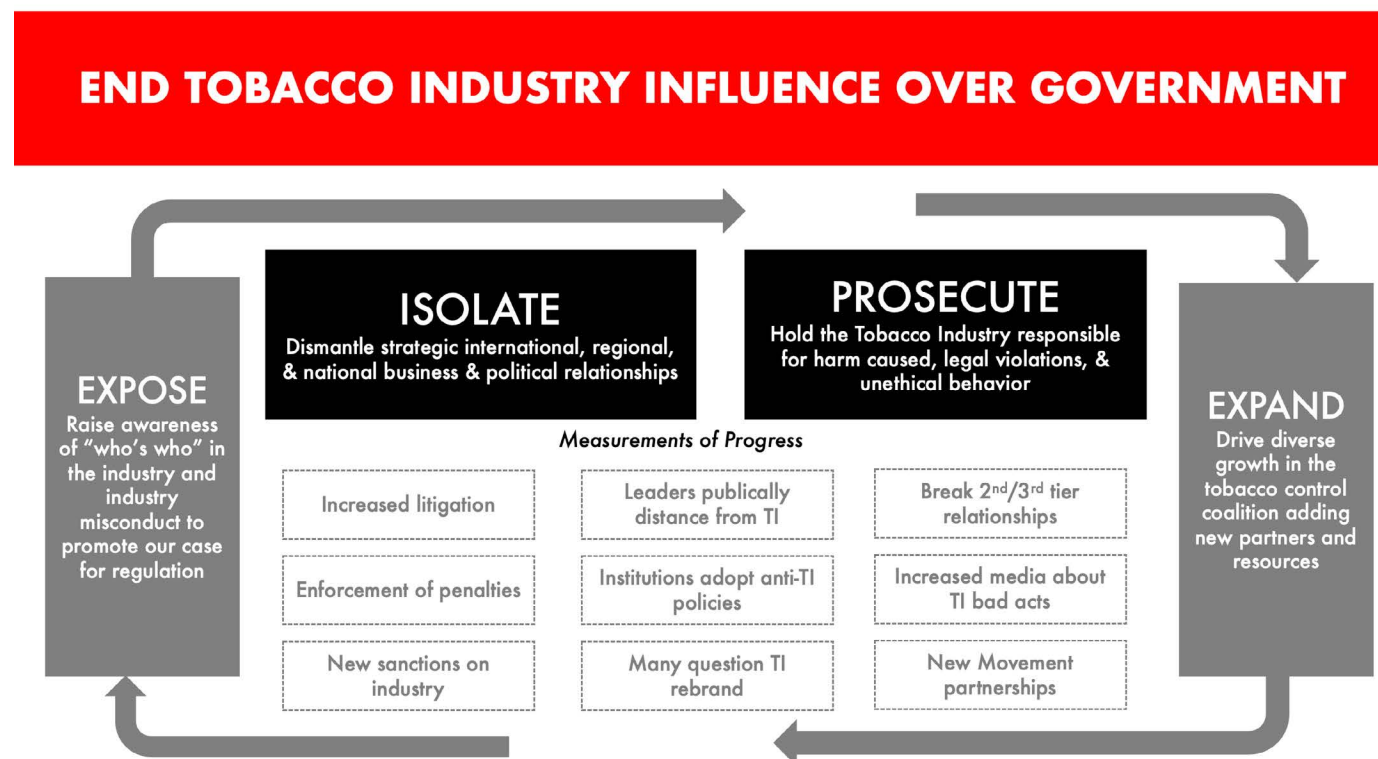 END TOBACCO INDUSTRY INFLUENCE OVER GOVERNMENT
EXPOSE
Raise awareness
of “who’s who” in
the industry and
industry
misconduct to
promote our case
for regulation
ISOLATE
Dismantle strategic international, regional,
& national business & political relationships
PROSECUTE
Hold the Tobacco Industry responsible
for harm caused, legal violations, &
unethical behavior
Measurements of Progress
Increased litigation
Leaders publically
distance from TI
Break 2nd/3rd tier
relationships
Enforcement of penalties
Institutions adopt anti-TI
policies
Increased media about
TI bad acts
New sanctions on
industry
Many question TI
rebrand
New Movement
partnerships
EXPAND
Drive diverse
growth in the
tobacco control
coalition adding
new partners and
resources